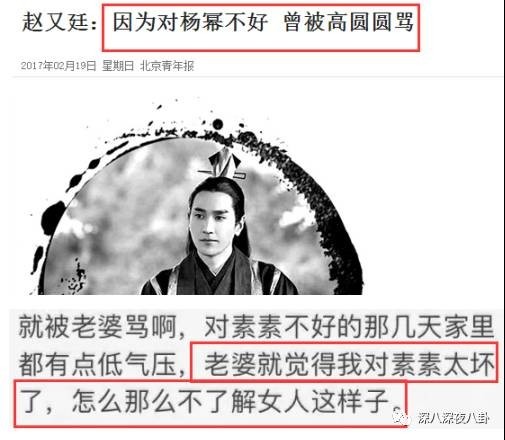 赵又廷：因为对杨幂不好 曾被高圆圆骂
2017年02月19日 星期日 北京青年报
就被老婆骂啊，对素素不好的那几天家里
都有点低气压，老婆就觉得我对素素太坏
了，怎么那么不了解女人这样子。
深八深夜八卦